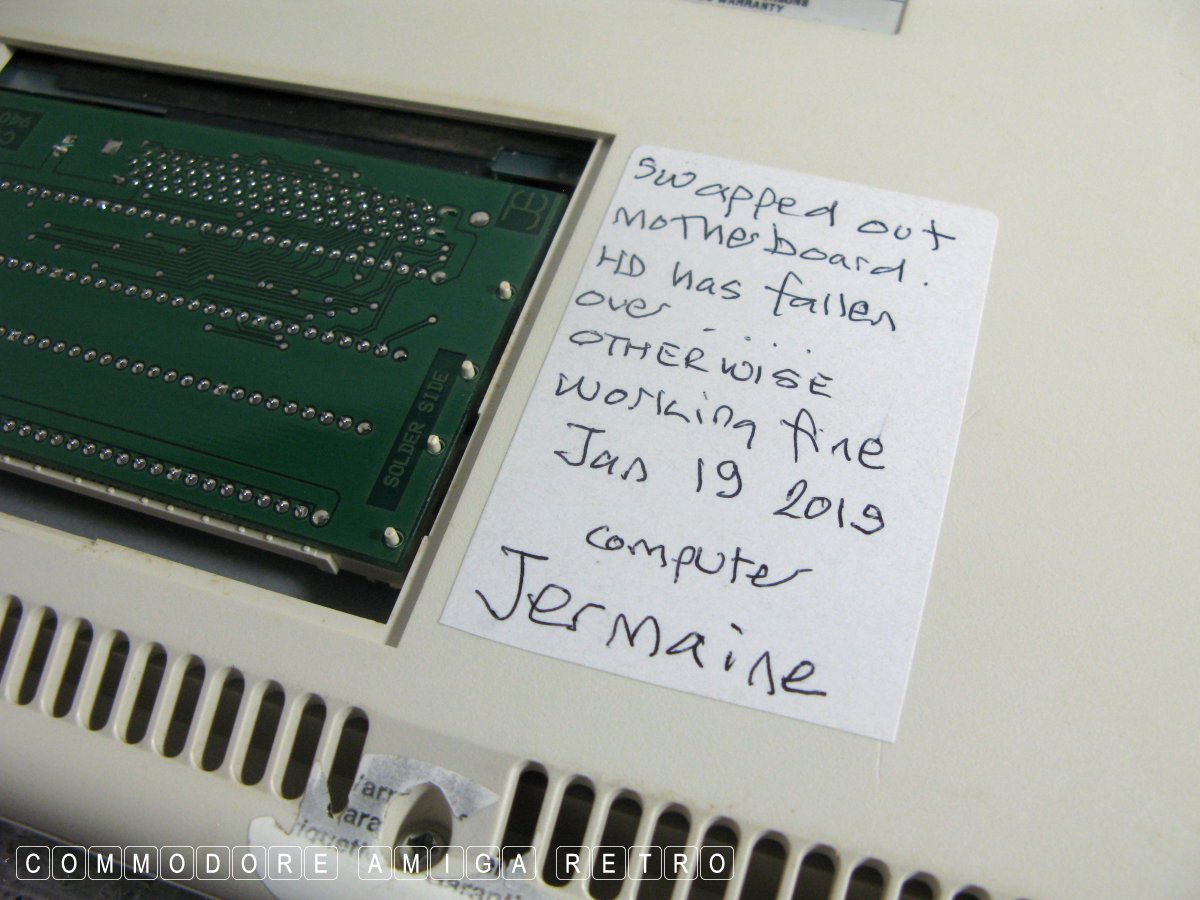 WARRANTY
SOLDER SIDE
swapped out
motherboard.
HD has fallen
over ....
OTHERWISE
working fine
Jan 19 2019
computer
Jermaine
COMMODORE AMIGA RETRO